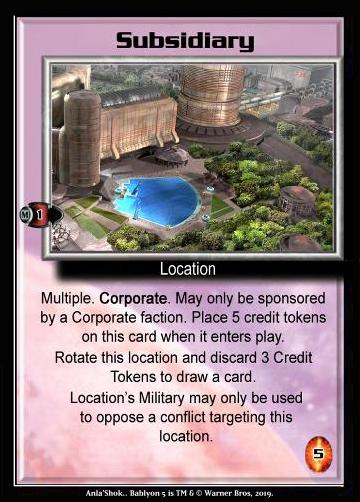 Subsidiary
M 1
Location
Multiple. Corporate. May only be sponsored
by a Corporate faction. Place 5 credit tokens
on this card when it enters play.
Rotate this location and discard 3 Credit
Tokens to draw a card.
Location's Military may only be used
to oppose a conflict targeting this
location.
5
Anla'Shok.. Bablyon 5 is TM & © Warner Bros, 2019.